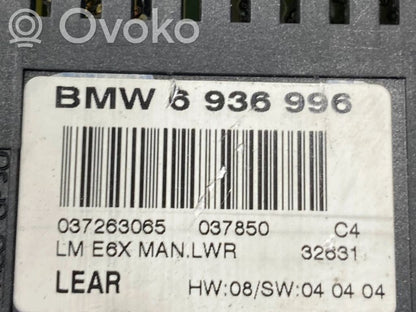 Ovoko
BMW 6 936 996
037263065 037850 C4
LM E6X MAN.LWR 32631
LEAR HW:08/SW:04 04 04